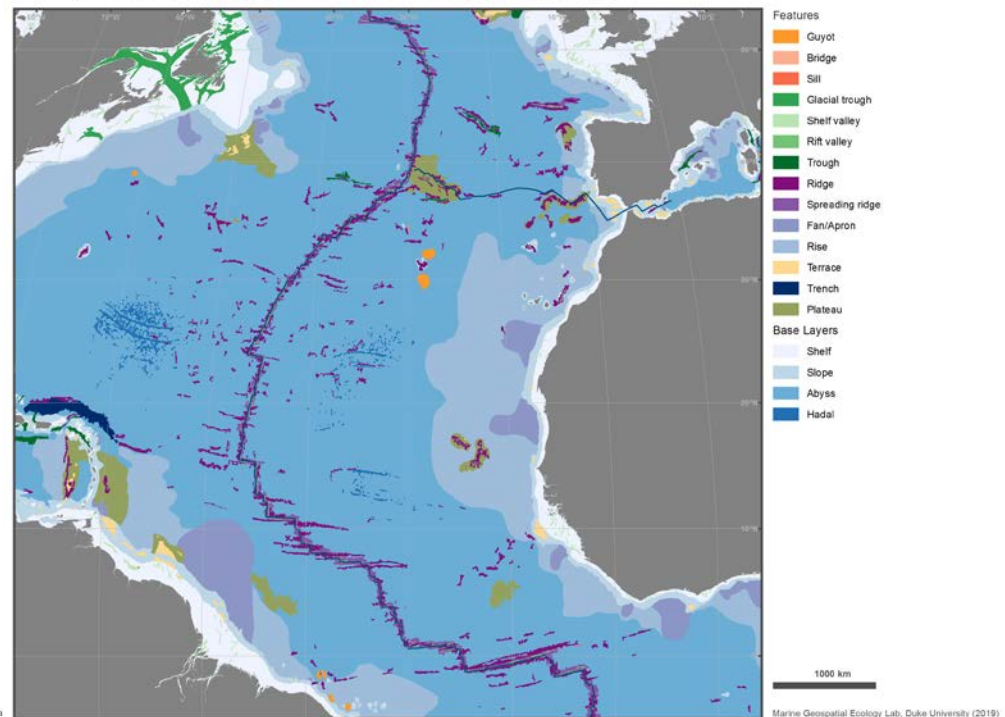 Features
Guyot
Bridge
Sill
Glacial trough
Shelf valley
Rift valley
Trough
Ridge
Spreading ridge
Fan/Apron
Rise
Terrace
Trench
Plateau
Base Layers
Shelf
Slope
Abyss
Hadal
1000 km
Marine Geospatial Ecology Lab, Duke University (2019)